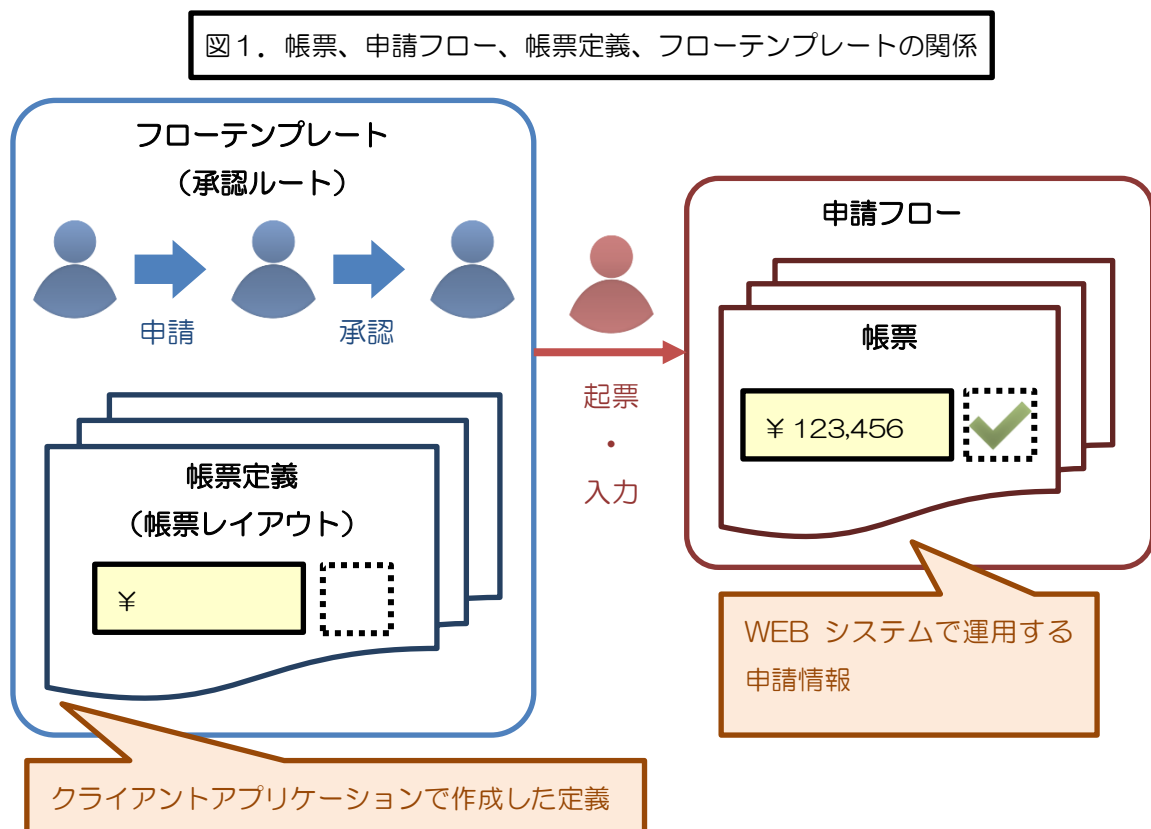 図1．帳票、申請フロー、帳票定義、フローテンプレートの関係
フローテンプレート
（承認ルート）
申請
承認
帳票定義
（帳票レイアウト）
¥
クライアントアプリケーションで作成した定義
起票
・
入力
申請フロー
帳票
¥ 123,456
WEB システムで運用する
申請情報